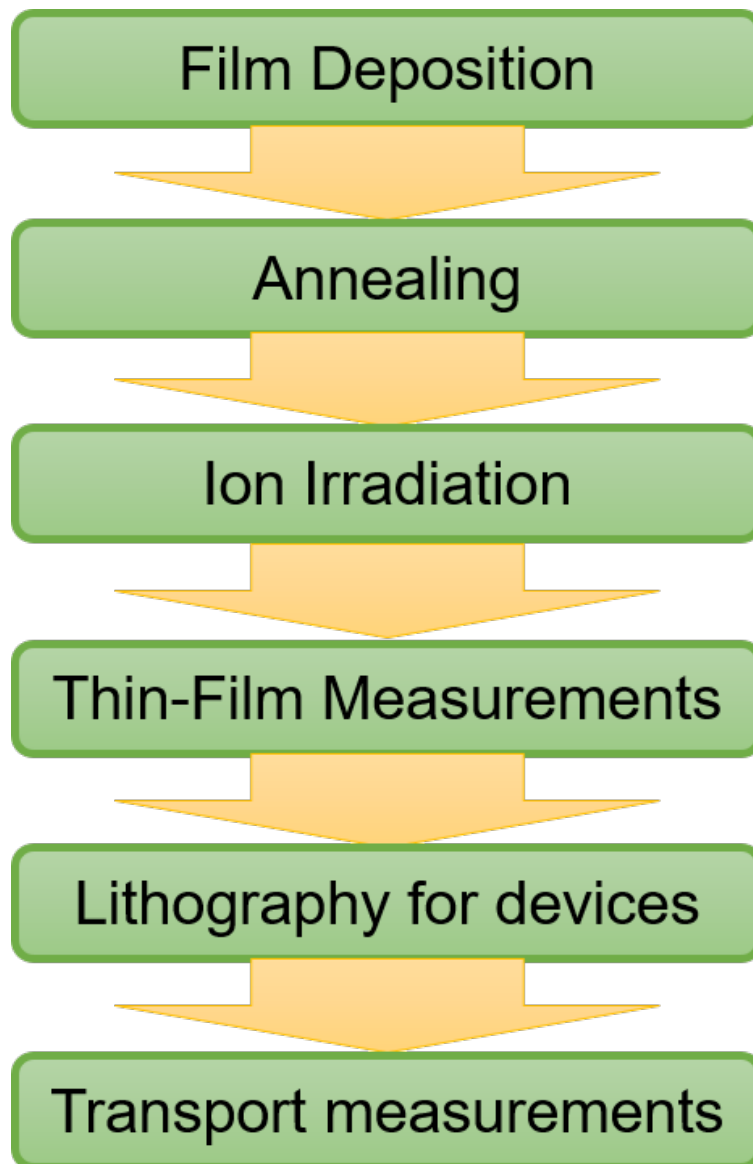 Film Deposition
Annealing
Ion Irradiation
Thin-Film Measurements
Lithography for devices
Transport measurements